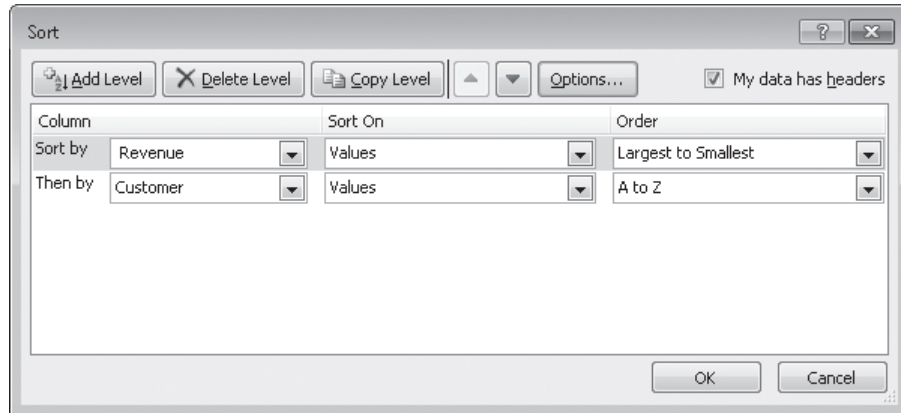 Sort
Add Level Delete Level Copy Level Options... My data has headers
Column Sort On Order
Sort by Revenue Values Largest to Smallest
Then by Customer Values A to Z
OK Cancel